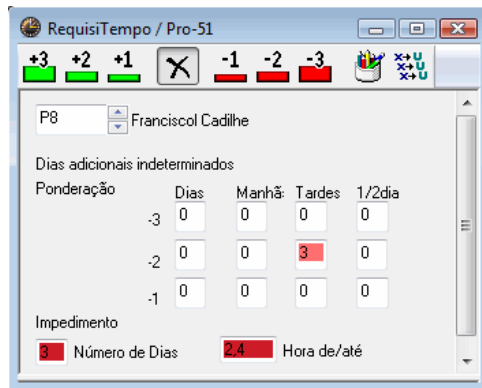 RequisiTempo / Pro-51
+3 +2 +1 X -1 -2 -3 X→U X→U X→U
P8 Franciscol Cadilhe
Dias adicionais indeterminados
Ponderação Dias Manhã: Tardes 1/2dia
-3 0 0 0 0
-2 0 0 3 0
-1 0 0 0 0
Impedimento
3 Número de Dias 2,4 Hora de/até